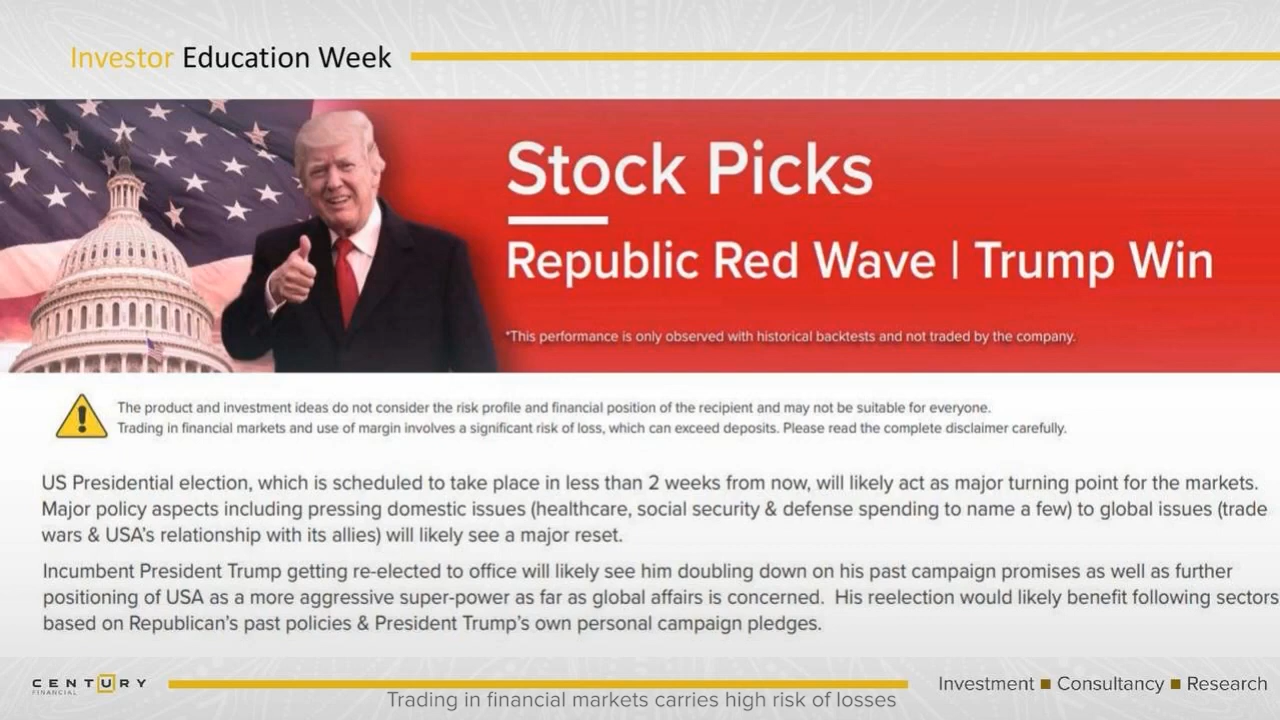 Investor Education Week
Stock Picks
Republic Red Wave | Trump Win
*This performance is only observed with historical backtests and not traded by the company.
The product and investment ideas do not consider the risk profile and financial position of the recipient and may not be suitable for everyone.
Trading in financial markets and use of margin involves a significant risk of loss, which can exceed deposits. Please read the complete disclaimer carefully.
US Presidential election, which is scheduled to take place in less than 2 weeks from now, will likely act as major turning point for the markets.
Major policy aspects including pressing domestic issues (healthcare, social security & defense spending to name a few) to global issues (trade
wars & USA's relationship with its allies) will likely see a major reset.
Incumbent President Trump getting re-elected to office will likely see him doubling down on his past campaign promises as well as further
positioning of USA as a more aggressive super-power as far as global affairs is concerned. His reelection would likely benefit following sectors
based on Republican's past policies & President Trump's own personal campaign pledges.
CENTURY
FINANCIAL
Trading in financial markets carries high risk of losses
Investment ■ Consultancy ■ Research